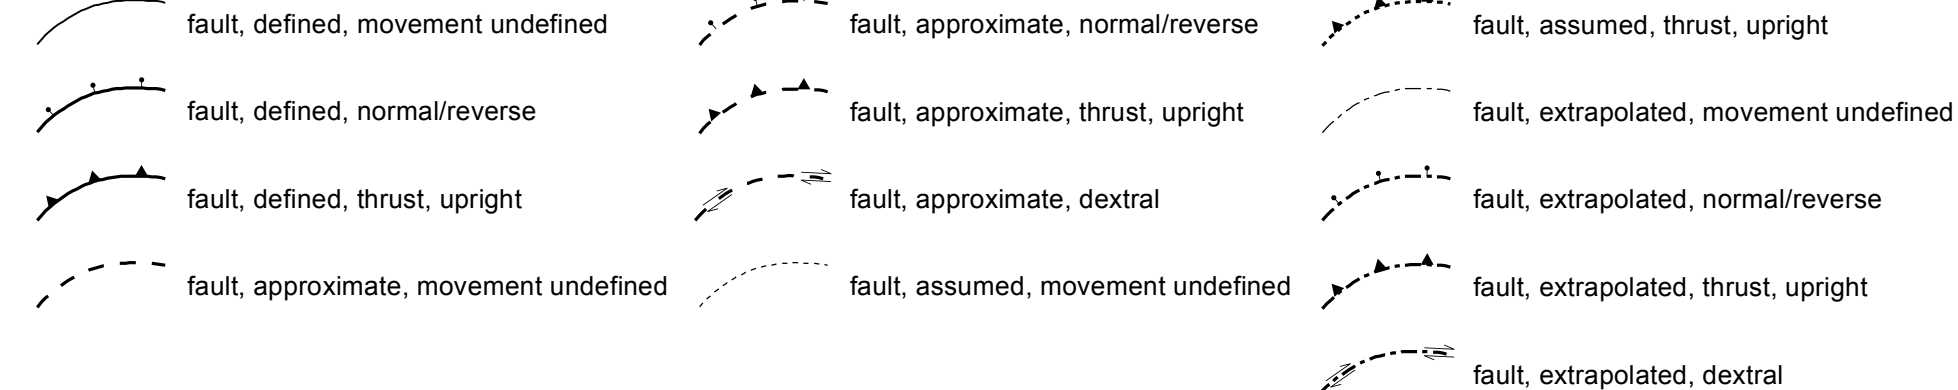 fault, defined, movement undefined
fault, defined, normal/reverse
fault, defined, thrust, upright
fault, approximate, movement undefined
fault, approximate, normal/reverse
fault, approximate, thrust, upright
fault, approximate, dextral
fault, assumed, movement undefined
fault, assumed, thrust, upright
fault, extrapolated, movement undefined
fault, extrapolated, normal/reverse
fault, extrapolated, thrust, upright
fault, extrapolated, dextral